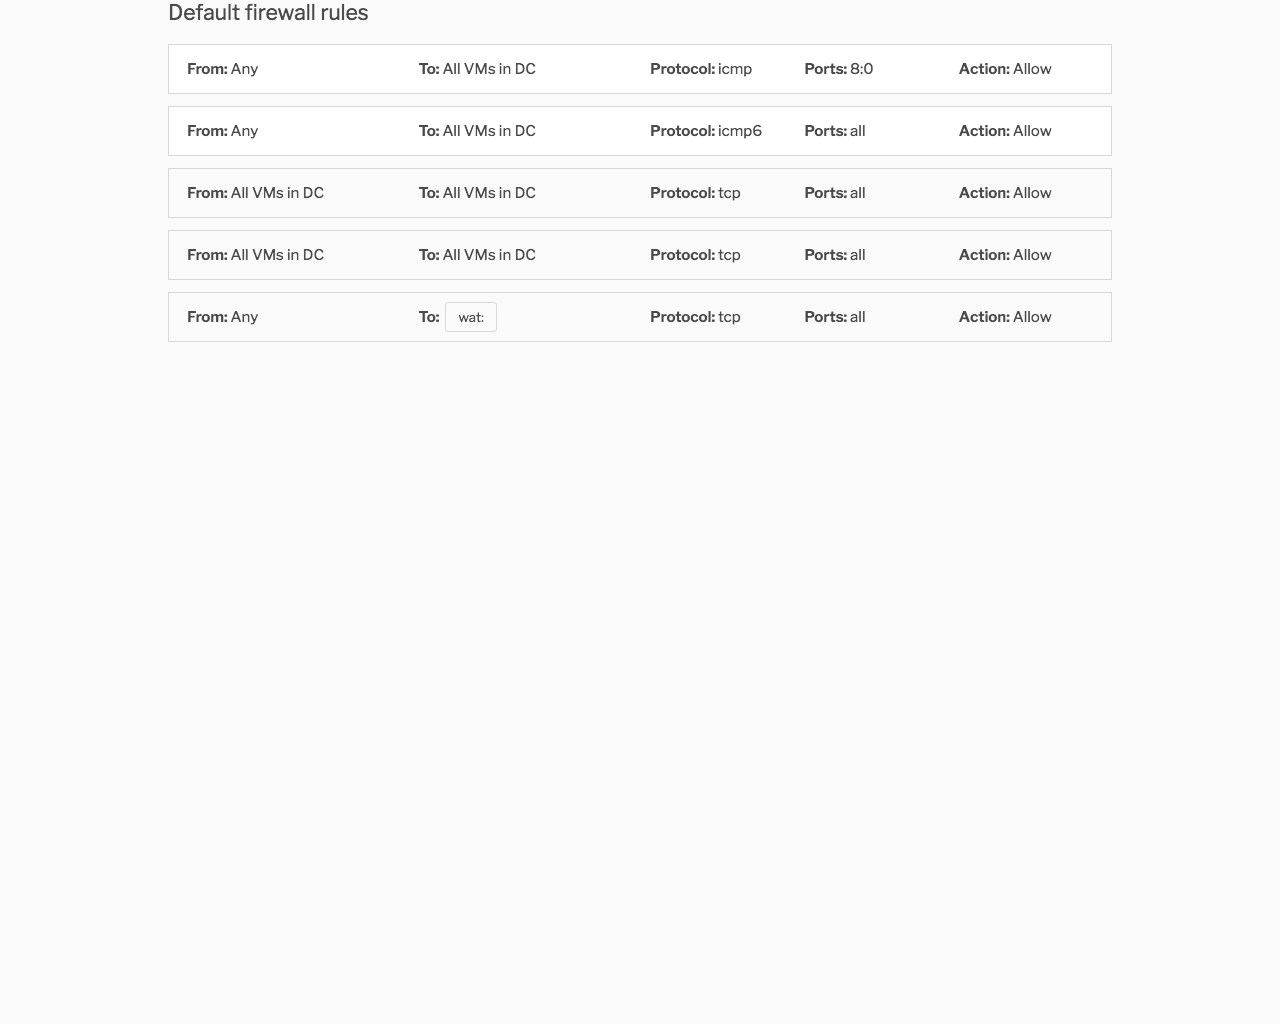 Default firewall rules
From: Any To: All VMs in DC Protocol: icmp Ports: 8:0 Action: Allow
From: Any To: All VMs in DC Protocol: icmp6 Ports: all Action: Allow
From: All VMs in DC To: All VMs in DC Protocol: tcp Ports: all Action: Allow
From: All VMs in DC To: All VMs in DC Protocol: tcp Ports: all Action: Allow
From: Any To: wat: Protocol: tcp Ports: all Action: Allow